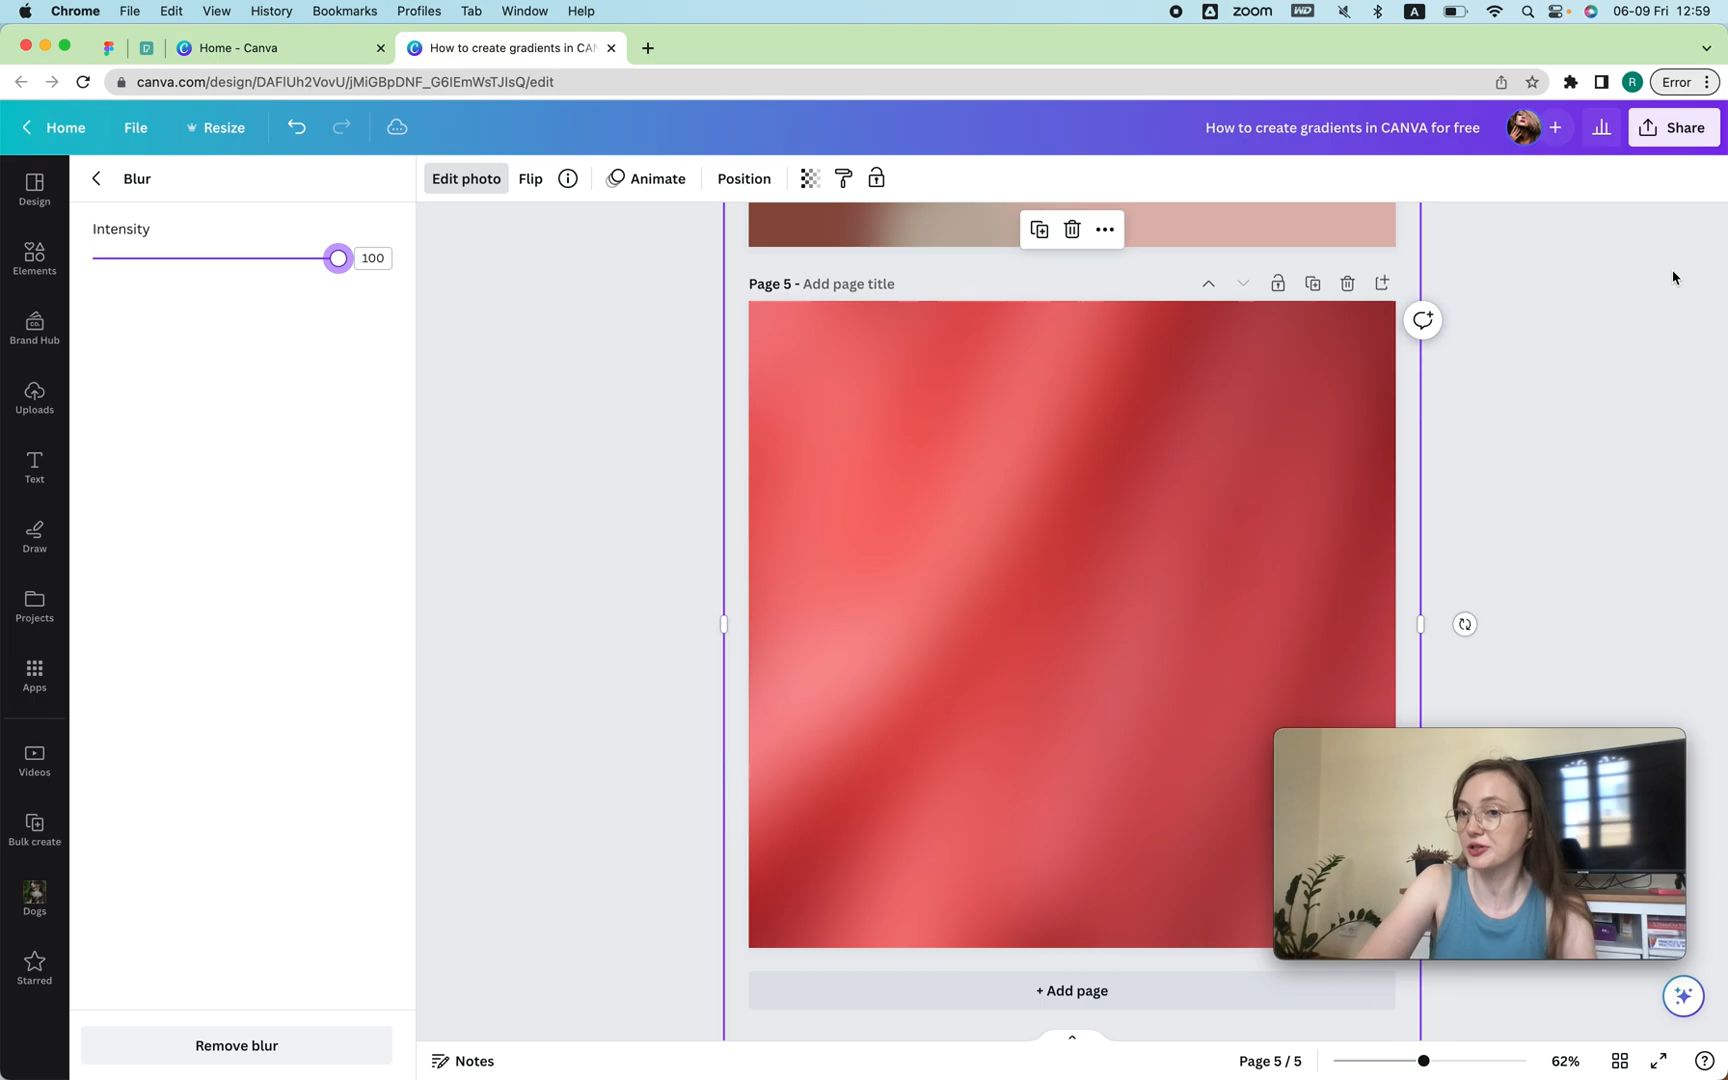 Chrome File Edit View History Bookmarks Profiles Tab Window Help zoom WD A 06-09 Fri 12:59
Home - Canva How to create gradients in CAN
canva.com/design/DAFlUh2VovU/jMiGBpDNF_G6lEmWsTJlsQ/edit R Error
Home File Resize How to create gradients in CANVA for free Share
Blur Edit photo Flip Animate Position
Design
Elements
Brand Hub
Uploads
Text
Draw
Projects
Apps
Videos
Bulk create
Dogs
Starred
Intensity
100
Page 5 - Add page title
+ Add page
Remove blur
Notes Page 5 / 5 62%